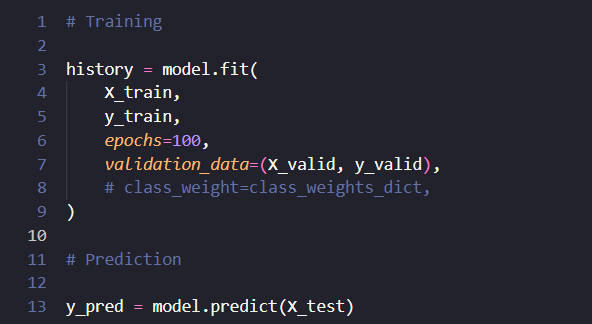 1 # Training
2
3 history = model.fit(
4     X_train,
5     y_train,
6     epochs=100,
7     validation_data=(X_valid, y_valid),
8     # class_weight=class_weights_dict,
9 )
10
11 # Prediction
12
13 y_pred = model.predict(X_test)